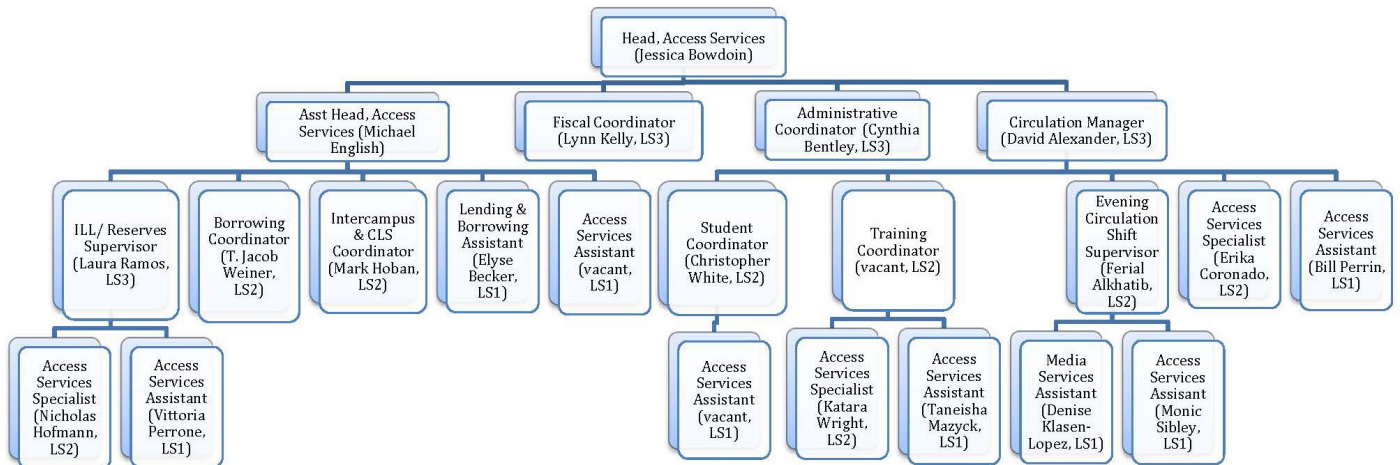 Head, Access Services
(Jessica Bowdoin)
Asst Head, Access
Services (Michael
English)
Fiscal Coordinator
(Lynn Kelly, LS3)
Administrative
Coordinator (Cynthia
Bentley, LS3)
Circulation Manager
(David Alexander, LS3)
ILL/ Reserves
Supervisor
(Laura Ramos,
LS3)
Borrowing
Coordinator
(T. Jacob
Weiner,
LS2)
Intercampus
& CLS
Coordinator
(Mark Hoban,
LS2)
Lending &
Borrowing
Assistant
(Elyse
Becker,
LS1)
Access
Services
Assistant
(vacant,
LS1)
Student
Coordinator
(Christopher
White, LS2)
Training
Coordinator
(vacant, LS2)
Evening
Circulation
Shift
Supervisor
(Ferial
Alkhatib,
LS2)
Access
Services
Specialist
(Erika
Coronado,
LS2)
Access
Services
Assistant
(Bill Perrin,
LS1)
Access
Services
Specialist
(Nicholas
Hofmann,
LS2)
Access
Services
Assistant
(Vittoria
Perrone,
LS1)
Access
Services
Assistant
(vacant,
LS1)
Access
Services
Specialist
(Katara
Wright,
LS2)
Access
Services
Assistant
(Taneisha
Mazyck,
LS1)
Media
Services
Assistant
(Denise
Klasen-
Lopez, LS1)
Access
Services
Assisant
(Monic
Sibley,
LS1)